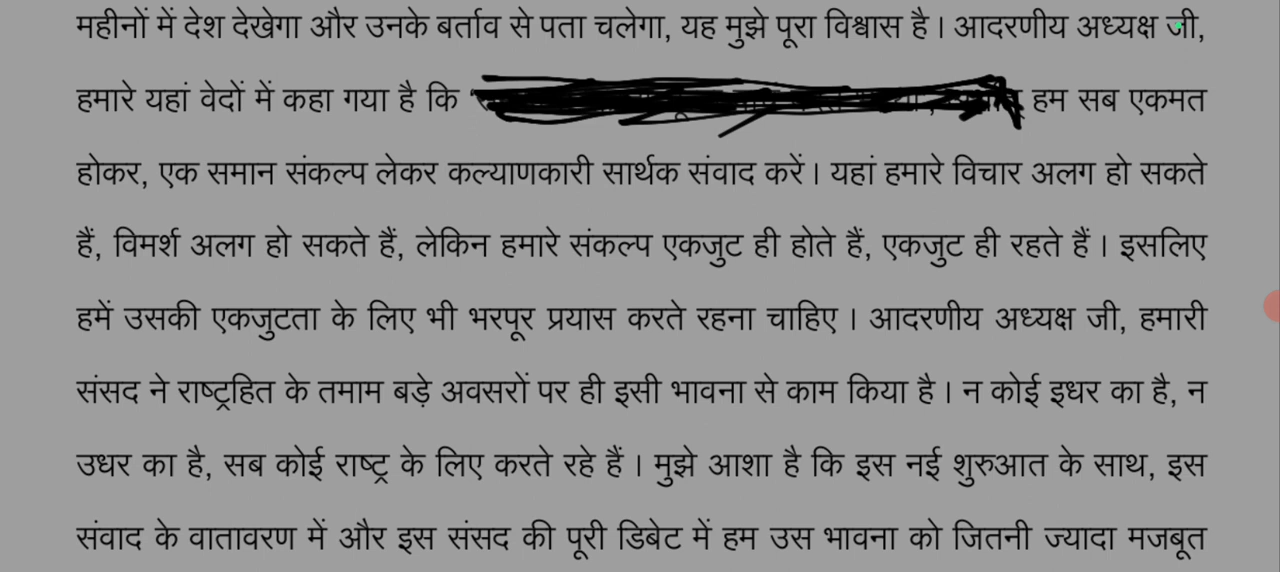 महीनों में देश देखेगा और उनके बर्ताव से पता चलेगा, यह मुझे पूरा विश्वास है । आदरणीय अध्यक्ष जी,
हमारे यहां वेदों में कहा गया है कि हम सब एकमत
होकर, एक समान संकल्प लेकर कल्याणकारी सार्थक संवाद करें । यहां हमारे विचार अलग हो सकते
हैं, विमर्श अलग हो सकते हैं, लेकिन हमारे संकल्प एकजुट ही होते हैं, एकजुट ही रहते हैं । इसलिए
हमें उसकी एकजुटता के लिए भी भरपूर प्रयास करते रहना चाहिए । आदरणीय अध्यक्ष जी, हमारी
संसद ने राष्ट्रहित के तमाम बड़े अवसरों पर ही इसी भावना से काम किया है । न कोई इधर का है, न
उधर का है, सब कोई राष्ट्र के लिए करते रहे हैं । मुझे आशा है कि इस नई शुरुआत के साथ, इस
संवाद के वातावरण में और इस संसद की पूरी डिबेट में हम उस भावना को जितनी ज्यादा मजबूत